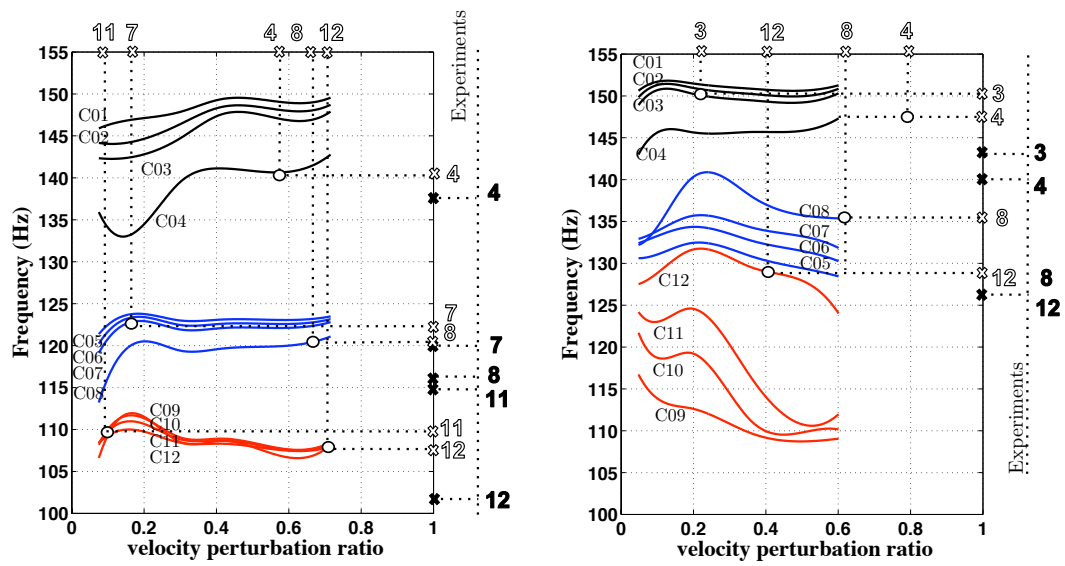 11 7 4 8 12
155
150
145
140
135
130
125
120
115
110
105
100
Frequency (Hz)
C01
C02
C03
C04
C05
C06
C07
C08
C09
C10
C11
C12
0 0.2 0.4 0.6 0.8 1
velocity perturbation ratio
Experiments
4
4
7
8
7
8
11
11
12
12
3 12 8 4
155
150
145
140
135
130
125
120
115
110
105
100
Frequency (Hz)
C01
C02
C03
C04
C08
C07
C06
C05
C12
C11
C10
C09
0 0.2 0.4 0.6 0.8 1
velocity perturbation ratio
3
4
3
4
8
12
8
12
Experiments